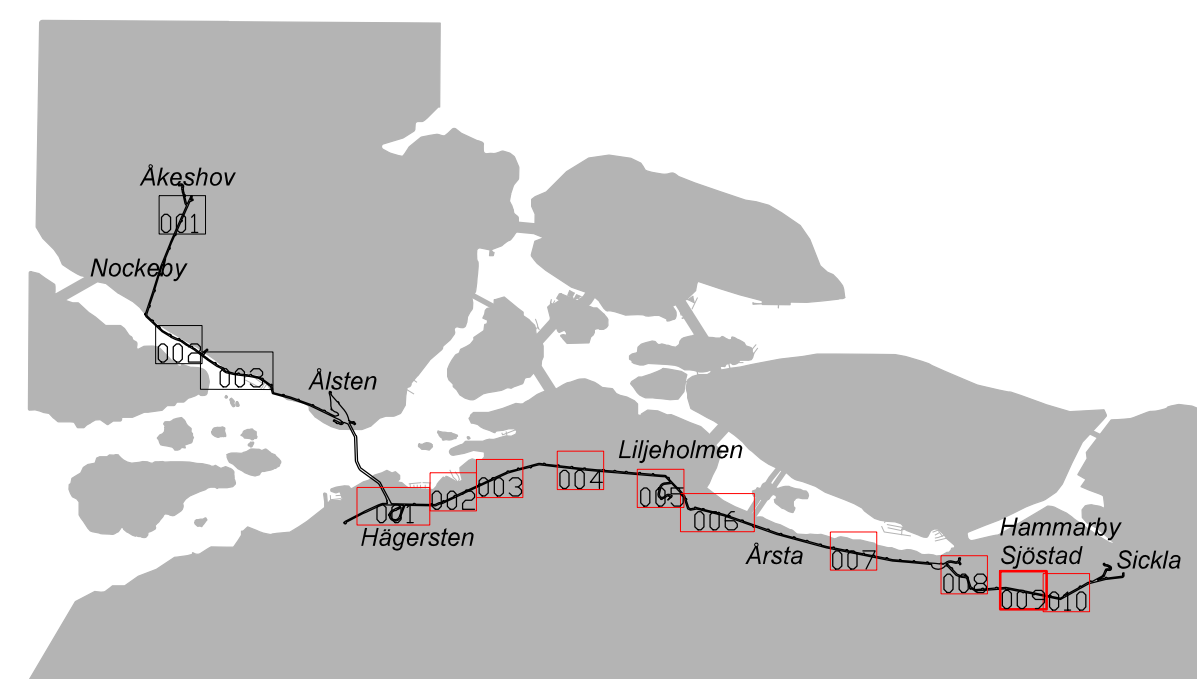 Åkeshov
001
Nockeby
002
003
Ålsten
Liljeholmen
004
003
005
002
001
006
Hägersten
Hammarby
Sjöstad
Årsta
007
Sickla
008
009
010